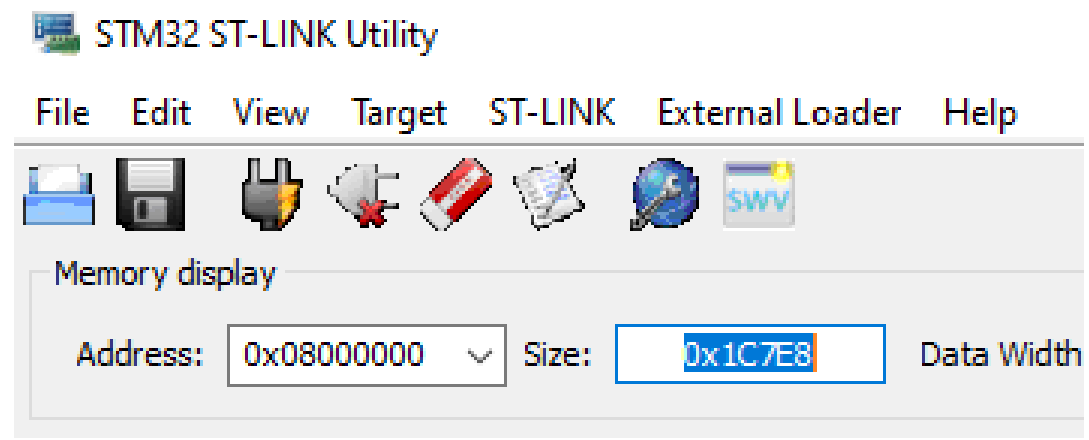 STM32 ST-LINK Utility
File Edit View Target ST-LINK External Loader Help
SWV
Memory display
Address: 0x08000000 Size: 0x1C7E8 Data Width